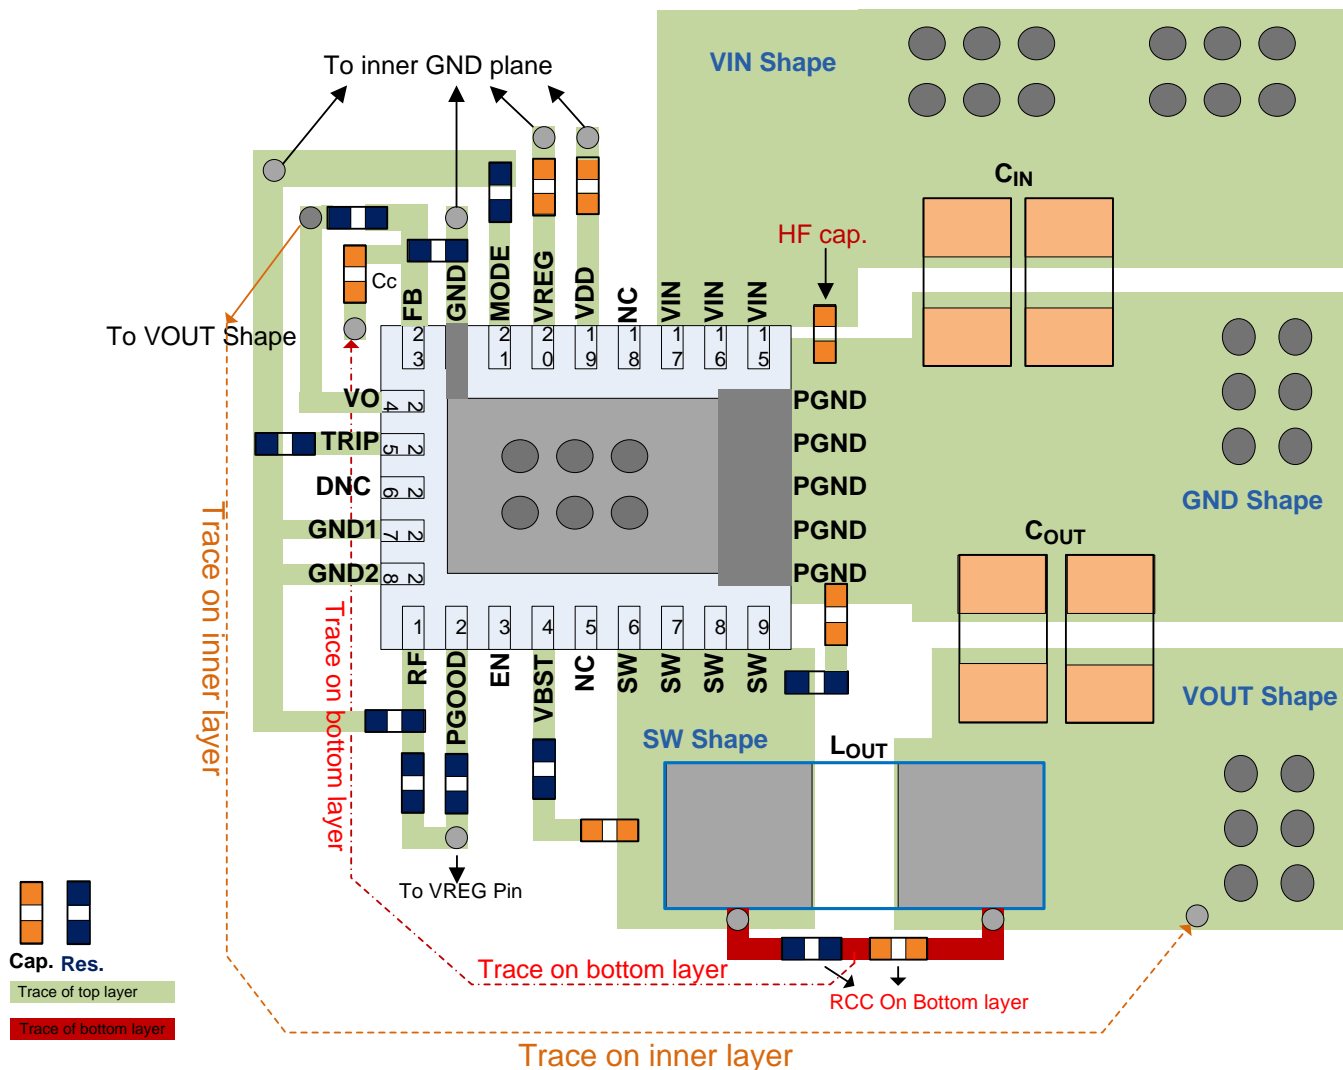 VIN Shape
To inner GND plane
C_IN
HF cap.
Cc
FB
GND
MODE
VREG
VDD
NC
VIN
VIN
VIN
To VOUT Shape
23
21
20
19
18
17
16
15
VO
24
TRIP
25
DNC
26
GND1
27
GND2
28
PGND
PGND
PGND
PGND
PGND
GND Shape
C_OUT
1
2
3
4
5
6
7
8
9
RF
PGOOD
EN
VBST
NC
SW
SW
SW
SW
Trace on inner layer
Trace on bottom layer
VOUT Shape
SW Shape
L_OUT
To VREG Pin
Cap.
Res.
Trace on bottom layer
Trace of top layer
RCC On Bottom layer
Trace of bottom layer
Trace on inner layer